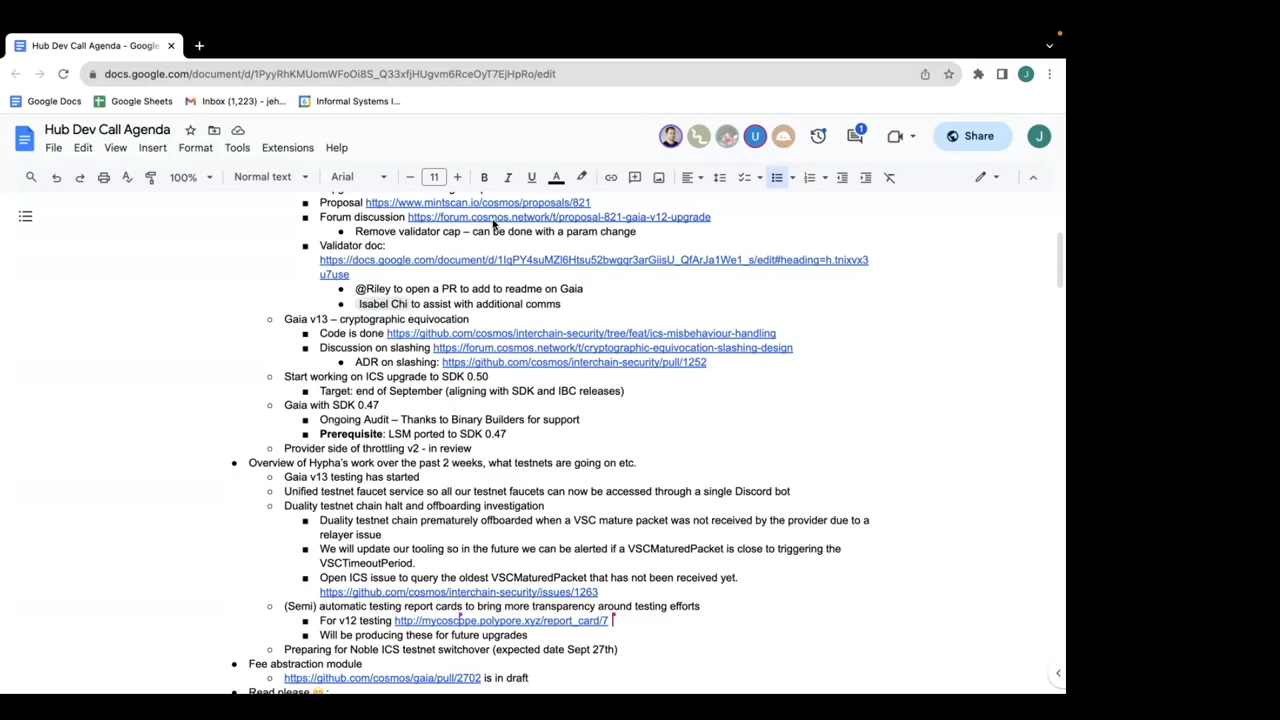 Hub Dev Call Agenda - Google
docs.google.com/document/d/1PyyRhKMUomWFoOi8S_Q33xfjHUgvm6RceOyT7EjHpRo/edit
J
Google Docs
Google Sheets
Inbox (1,223) - jeh...
Informal Systems I...
Hub Dev Call Agenda
File Edit View Insert Format Tools Extensions Help
U
1
Share
J
100%
Normal text
Arial
11
Proposal https://www.mintscan.io/cosmos/proposals/821
Forum discussion https://forum.cosmos.network/t/proposal-821-gaia-v12-upgrade
Remove validator cap – can be done with a param change
Validator doc:
https://docs.google.com/document/d/1IqPY4suMZl6Htsu52bwgqr3arGiisU_QfArJa1We1_s/edit#heading=h.tnixvx3
u7use
@Riley to open a PR to add to readme on Gaia
Isabel Chi to assist with additional comms
Gaia v13 – cryptographic equivocation
Code is done https://github.com/cosmos/interchain-security/tree/feat/ics-misbehaviour-handling
Discussion on slashing https://forum.cosmos.network/t/cryptographic-equivocation-slashing-design
ADR on slashing: https://github.com/cosmos/interchain-security/pull/1252
Start working on ICS upgrade to SDK 0.50
Target: end of September (aligning with SDK and IBC releases)
Gaia with SDK 0.47
Ongoing Audit – Thanks to Binary Builders for support
Prerequisite: LSM ported to SDK 0.47
Provider side of throttling v2 - in review
Overview of Hypha's work over the past 2 weeks, what testnets are going on etc.
Gaia v13 testing has started
Unified testnet faucet service so all our testnet faucets can now be accessed through a single Discord bot
Duality testnet chain halt and offboarding investigation
Duality testnet chain prematurely offboarded when a VSC mature packet was not received by the provider due to a
relayer issue
We will update our tooling so in the future we can be alerted if a VSCMaturedPacket is close to triggering the
VSCTimeoutPeriod.
Open ICS issue to query the oldest VSCMaturedPacket that has not been received yet.
https://github.com/cosmos/interchain-security/issues/1263
(Semi) automatic testing report cards to bring more transparency around testing efforts
For v12 testing http://mycoscope.polypore.xyz/report_card/7
Will be producing these for future upgrades
Preparing for Noble ICS testnet switchover (expected date Sept 27th)
Fee abstraction module
https://github.com/cosmos/gaia/pull/2702 is in draft
Read please 🤗 :